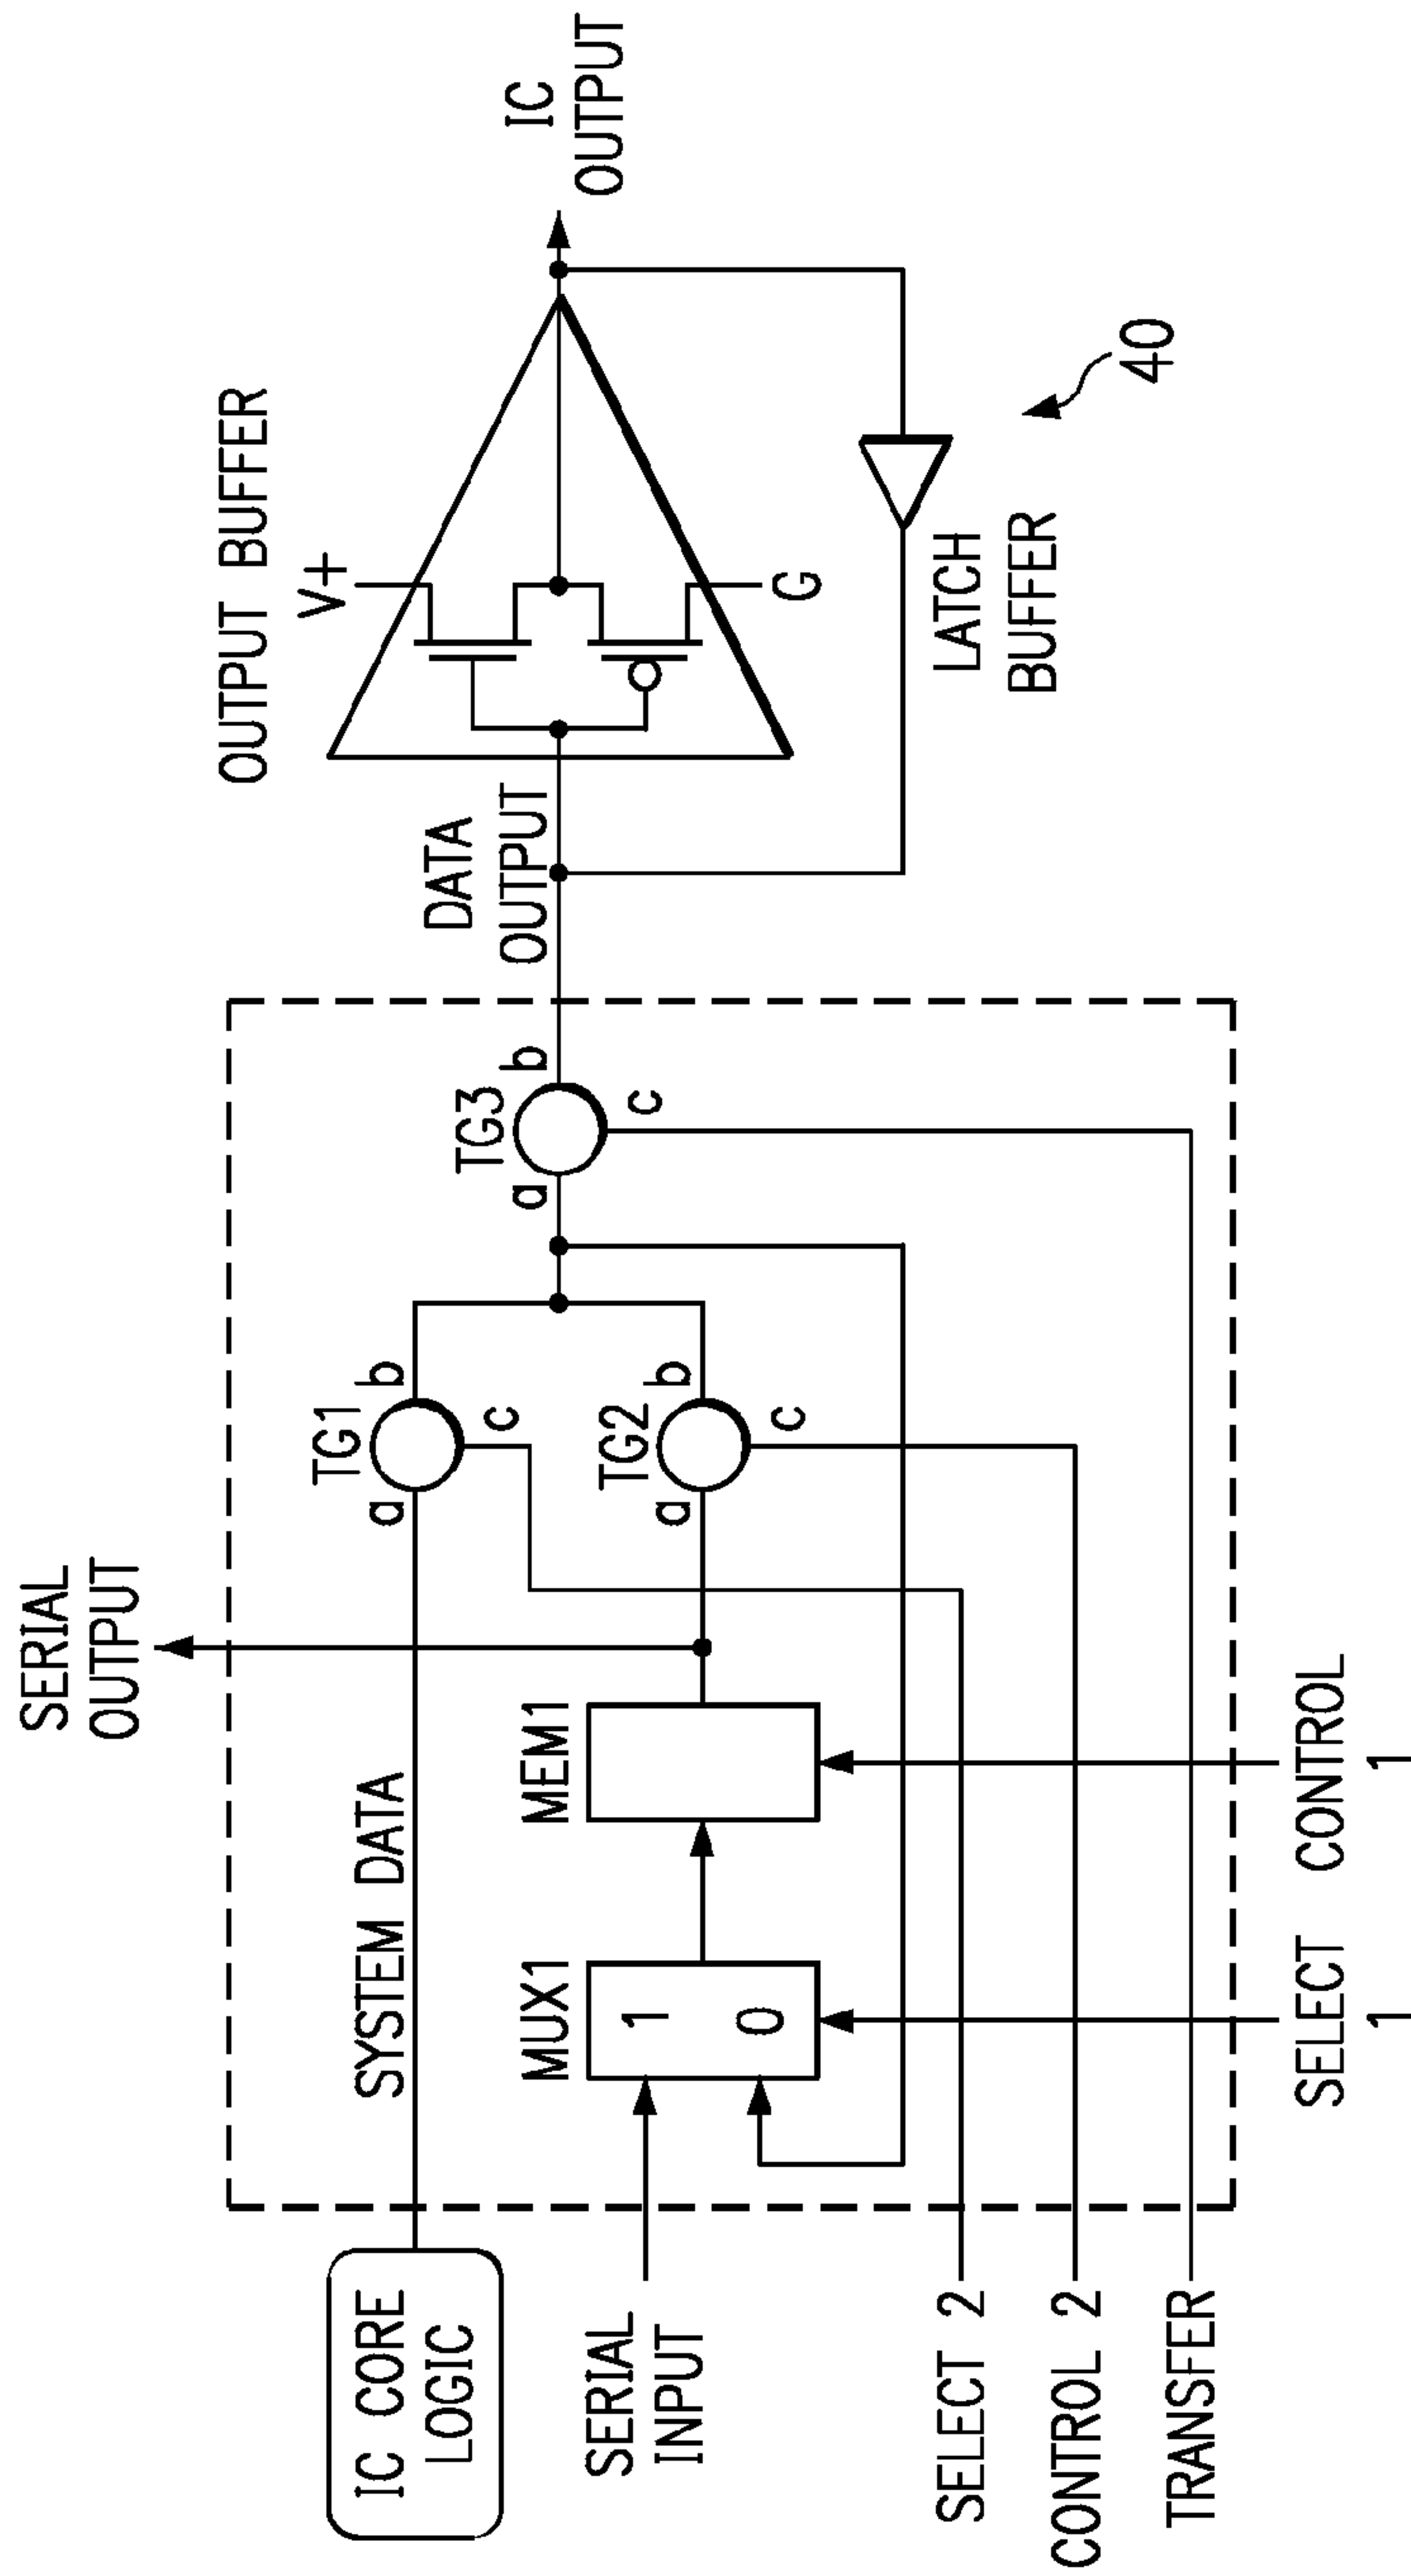 SERIAL
OUTPUT
OUTPUT BUFFER
V+
IC
OUTPUT
IC CORE
LOGIC
SYSTEM DATA
TG1
a
b
c
DATA
OUTPUT
TG3
a
b
c
MUX1
1
0
MEM1
TG2
a
b
c
G
SERIAL
INPUT
LATCH
BUFFER
40
SELECT 2
CONTROL 2
TRANSFER
SELECT
1
CONTROL
1